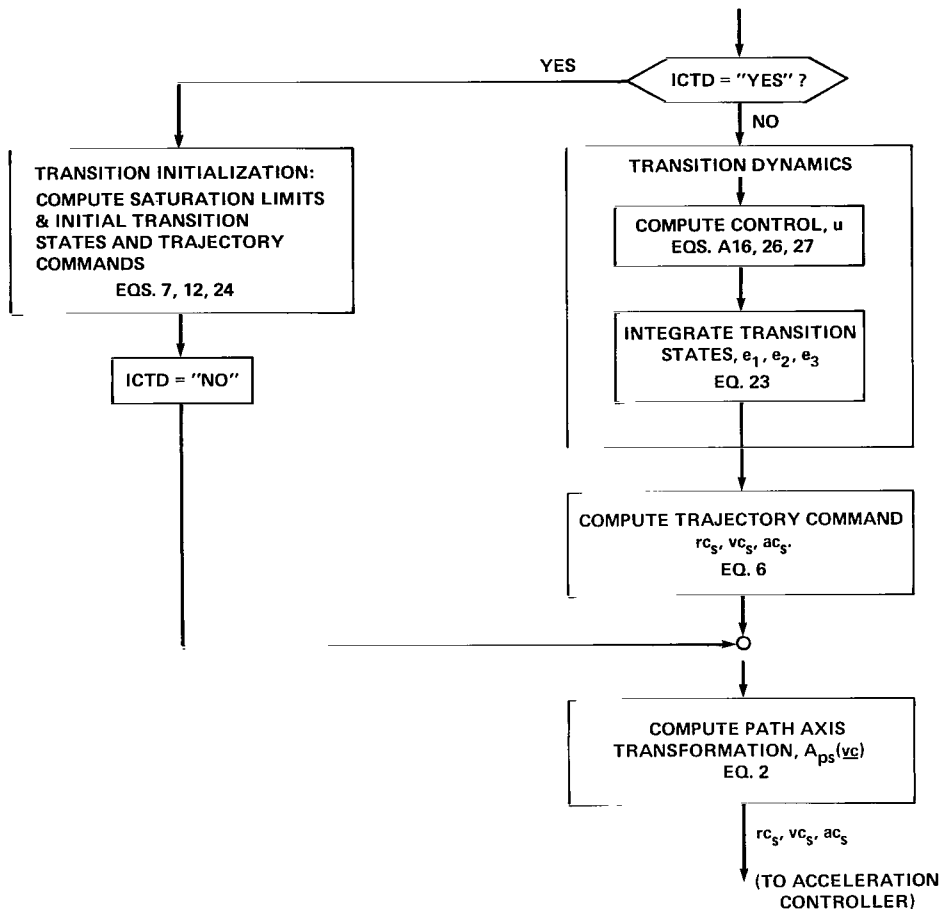 ICTD = "YES" ?
YES
NO
TRANSITION INITIALIZATION:
COMPUTE SATURATION LIMITS
& INITIAL TRANSITION
STATES AND TRAJECTORY
COMMANDS
EQS. 7, 12, 24
ICTD = "NO"
TRANSITION DYNAMICS
COMPUTE CONTROL, u
EQS. A16, 26, 27
INTEGRATE TRANSITION
STATES, e1, e2, e3
EQ. 23
COMPUTE TRAJECTORY COMMAND
rcs, vcs, acs.
EQ. 6
COMPUTE PATH AXIS
TRANSFORMATION, Aps(vc)
EQ. 2
rcs, vcs, acs
(TO ACCELERATION
CONTROLLER)